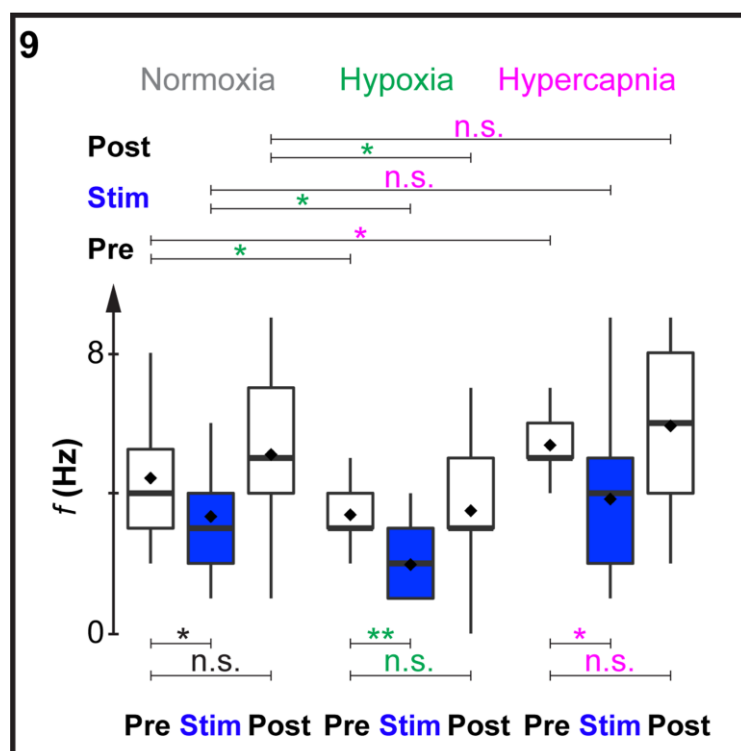 9
Normoxia Hypoxia Hypercapnia
n.s.
Post *
n.s.
Stim *
*
Pre *
8
f (Hz)
0
* ** *
n.s. n.s. n.s.
Pre Stim Post Pre Stim Post Pre Stim Post